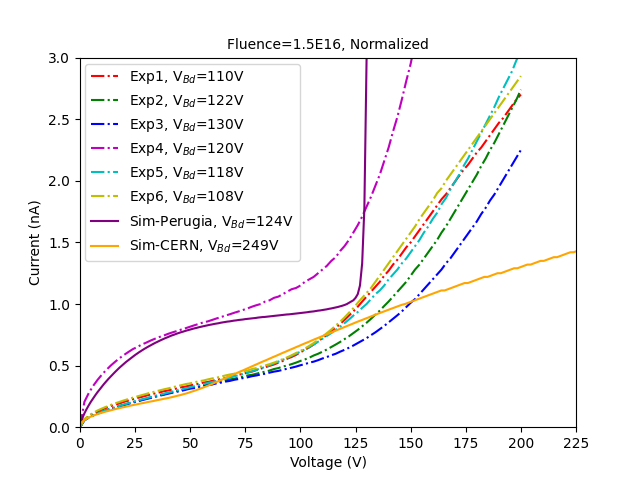 Fluence=1.5E16, Normalized
3.0
2.5
2.0
1.5
1.0
0.5
0.0
Current (nA)
Exp1, V_Bd=110V
Exp2, V_Bd=122V
Exp3, V_Bd=130V
Exp4, V_Bd=120V
Exp5, V_Bd=118V
Exp6, V_Bd=108V
Sim-Perugia, V_Bd=124V
Sim-CERN, V_Bd=249V
0 25 50 75 100 125 150 175 200 225
Voltage (V)